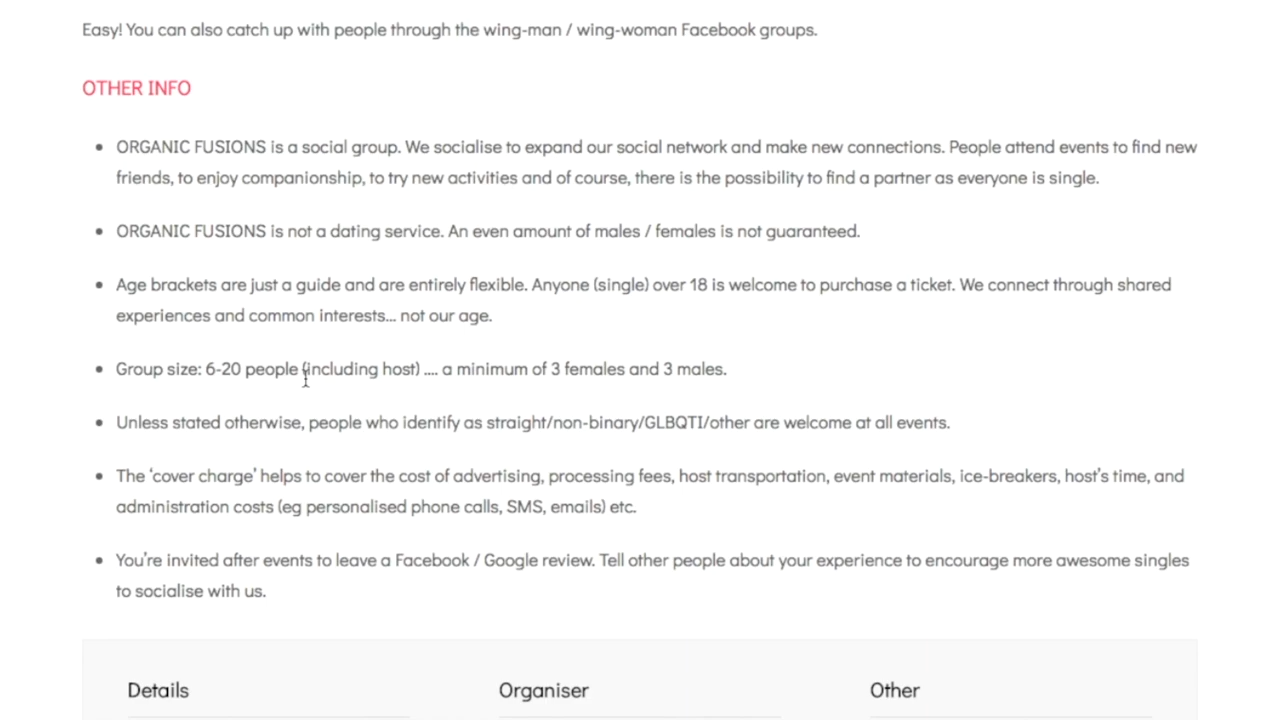 Easy! You can also catch up with people through the wing-man / wing-woman Facebook groups.
OTHER INFO
ORGANIC FUSIONS is a social group. We socialise to expand our social network and make new connections. People attend events to find new
friends, to enjoy companionship, to try new activities and of course, there is the possibility to find a partner as everyone is single.
ORGANIC FUSIONS is not a dating service. An even amount of males / females is not guaranteed.
Age brackets are just a guide and are entirely flexible. Anyone (single) over 18 is welcome to purchase a ticket. We connect through shared
experiences and common interests... not our age.
Group size: 6-20 people (including host) .... a minimum of 3 females and 3 males.
Unless stated otherwise, people who identify as straight/non-binary/GLBQTI/other are welcome at all events.
The ‘cover charge’ helps to cover the cost of advertising, processing fees, host transportation, event materials, ice-breakers, host’s time, and
administration costs (eg personalised phone calls, SMS, emails) etc.
You’re invited after events to leave a Facebook / Google review. Tell other people about your experience to encourage more awesome singles
to socialise with us.
Details
Organiser
Other